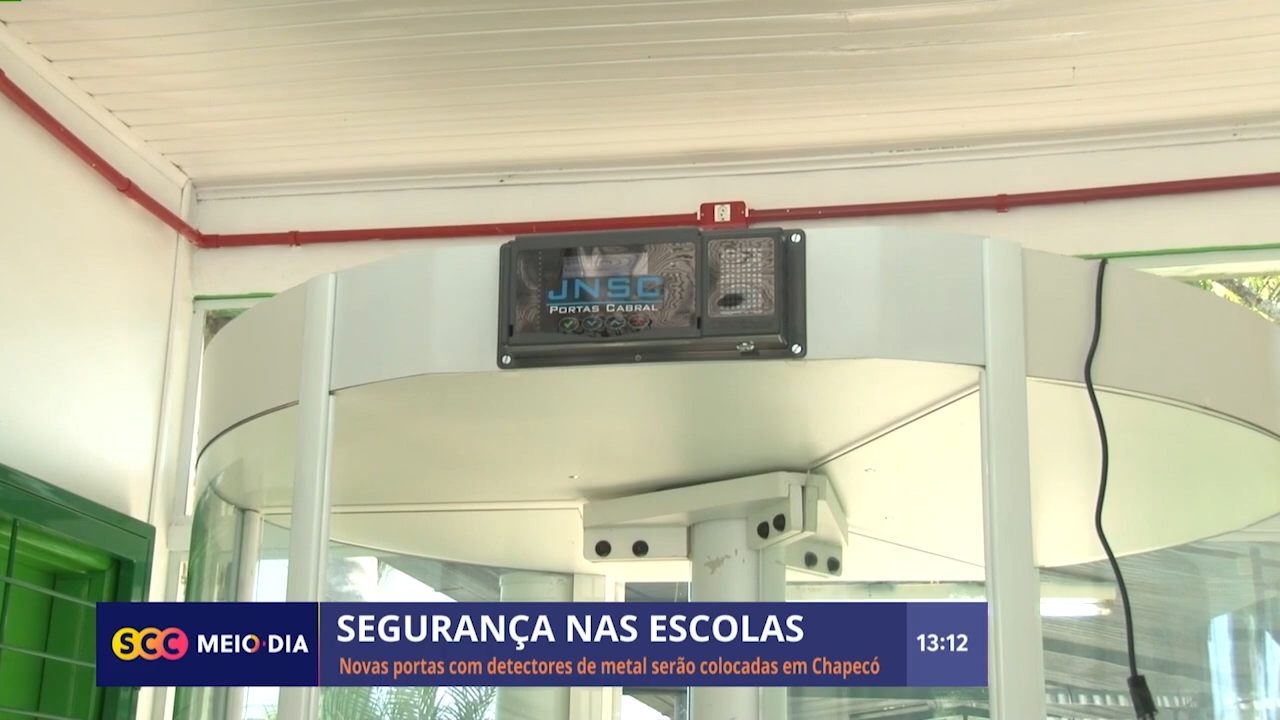 JNSC
PORTAS CABRAL
SCC MEIO-DIA
SEGURANÇA NAS ESCOLAS
Novas portas com detectores de metal serão colocadas em Chapecó
13:12